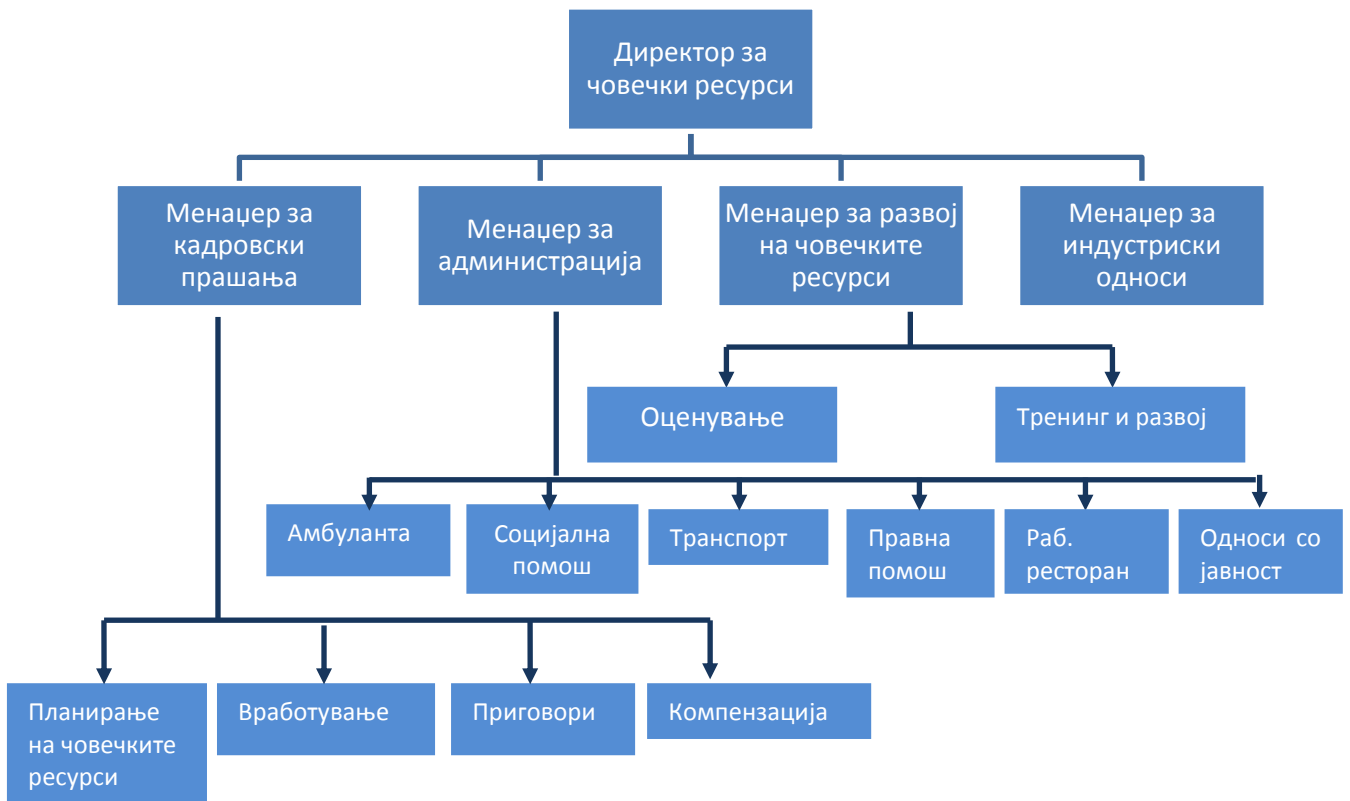 Директор за
човечки ресурси
Менаџер за
кадровски
прашања
Менаџер за
администрација
Менаџер за развој
на човечките
ресурси
Менаџер за
индустриски
односи
Оценување
Тренинг и развој
Амбуланта
Социјална
помош
Транспорт
Правна
помош
Раб.
ресторан
Односи со
јавност
Планирање
на човечките
ресурси
Вработување
Приговори
Компензација